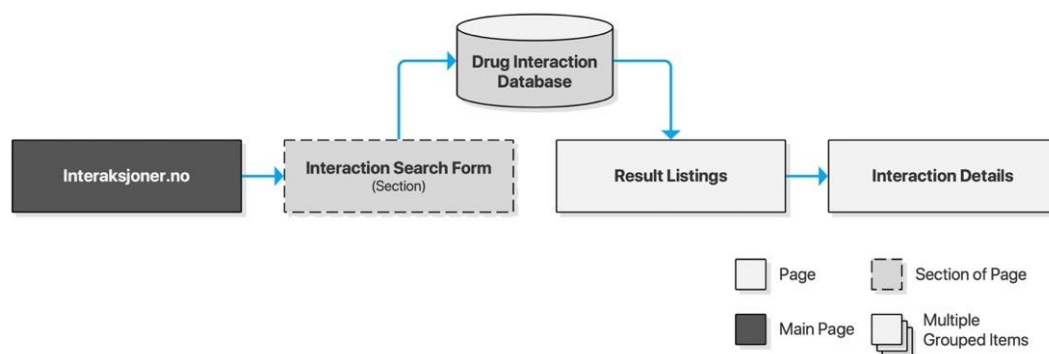 Drug Interaction
Database
Interaksjoner.no
Interaction Search Form
(Section)
Result Listings
Interaction Details
Page
Section of Page
Main Page
Multiple
Grouped Items